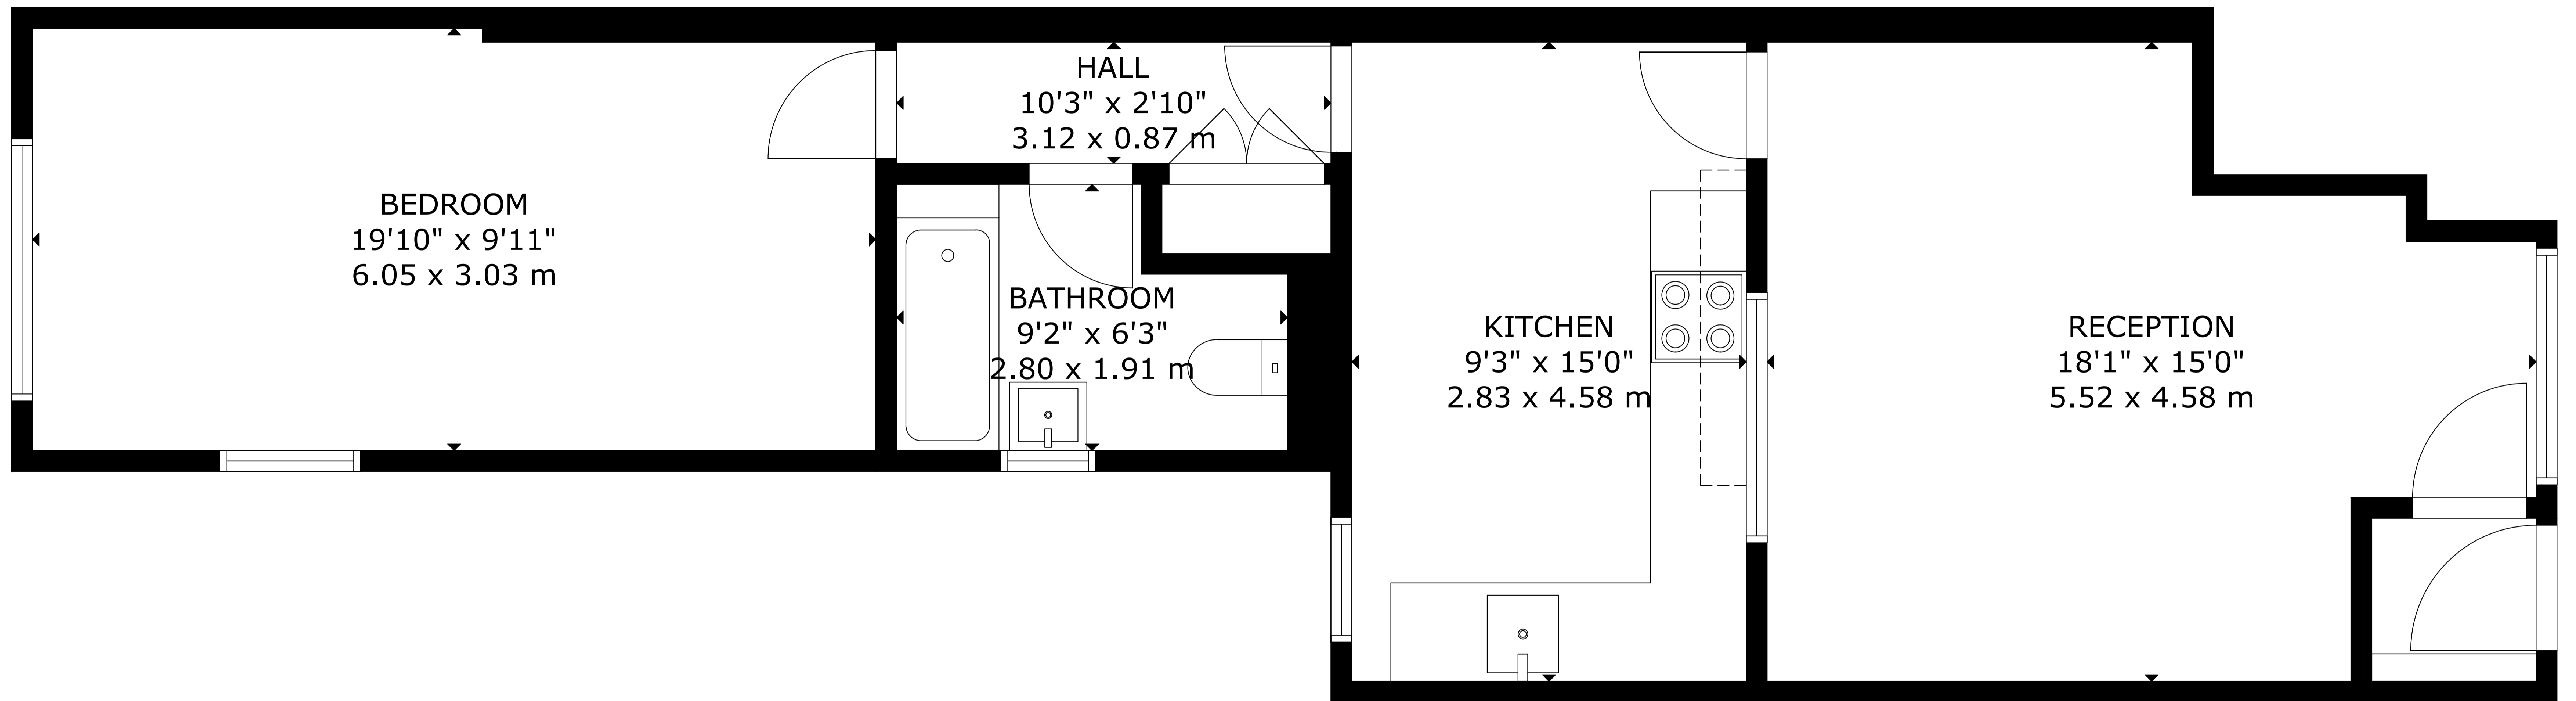 BEDROOM
19'10" x 9'11"
6.05 x 3.03 m
HALL
10'3" x 2'10"
3.12 x 0.87 m
BATHROOM
9'2" x 6'3"
2.80 x 1.91 m
KITCHEN
9'3" x 15'0"
2.83 x 4.58 m
RECEPTION
18'1" x 15'0"
5.52 x 4.58 m